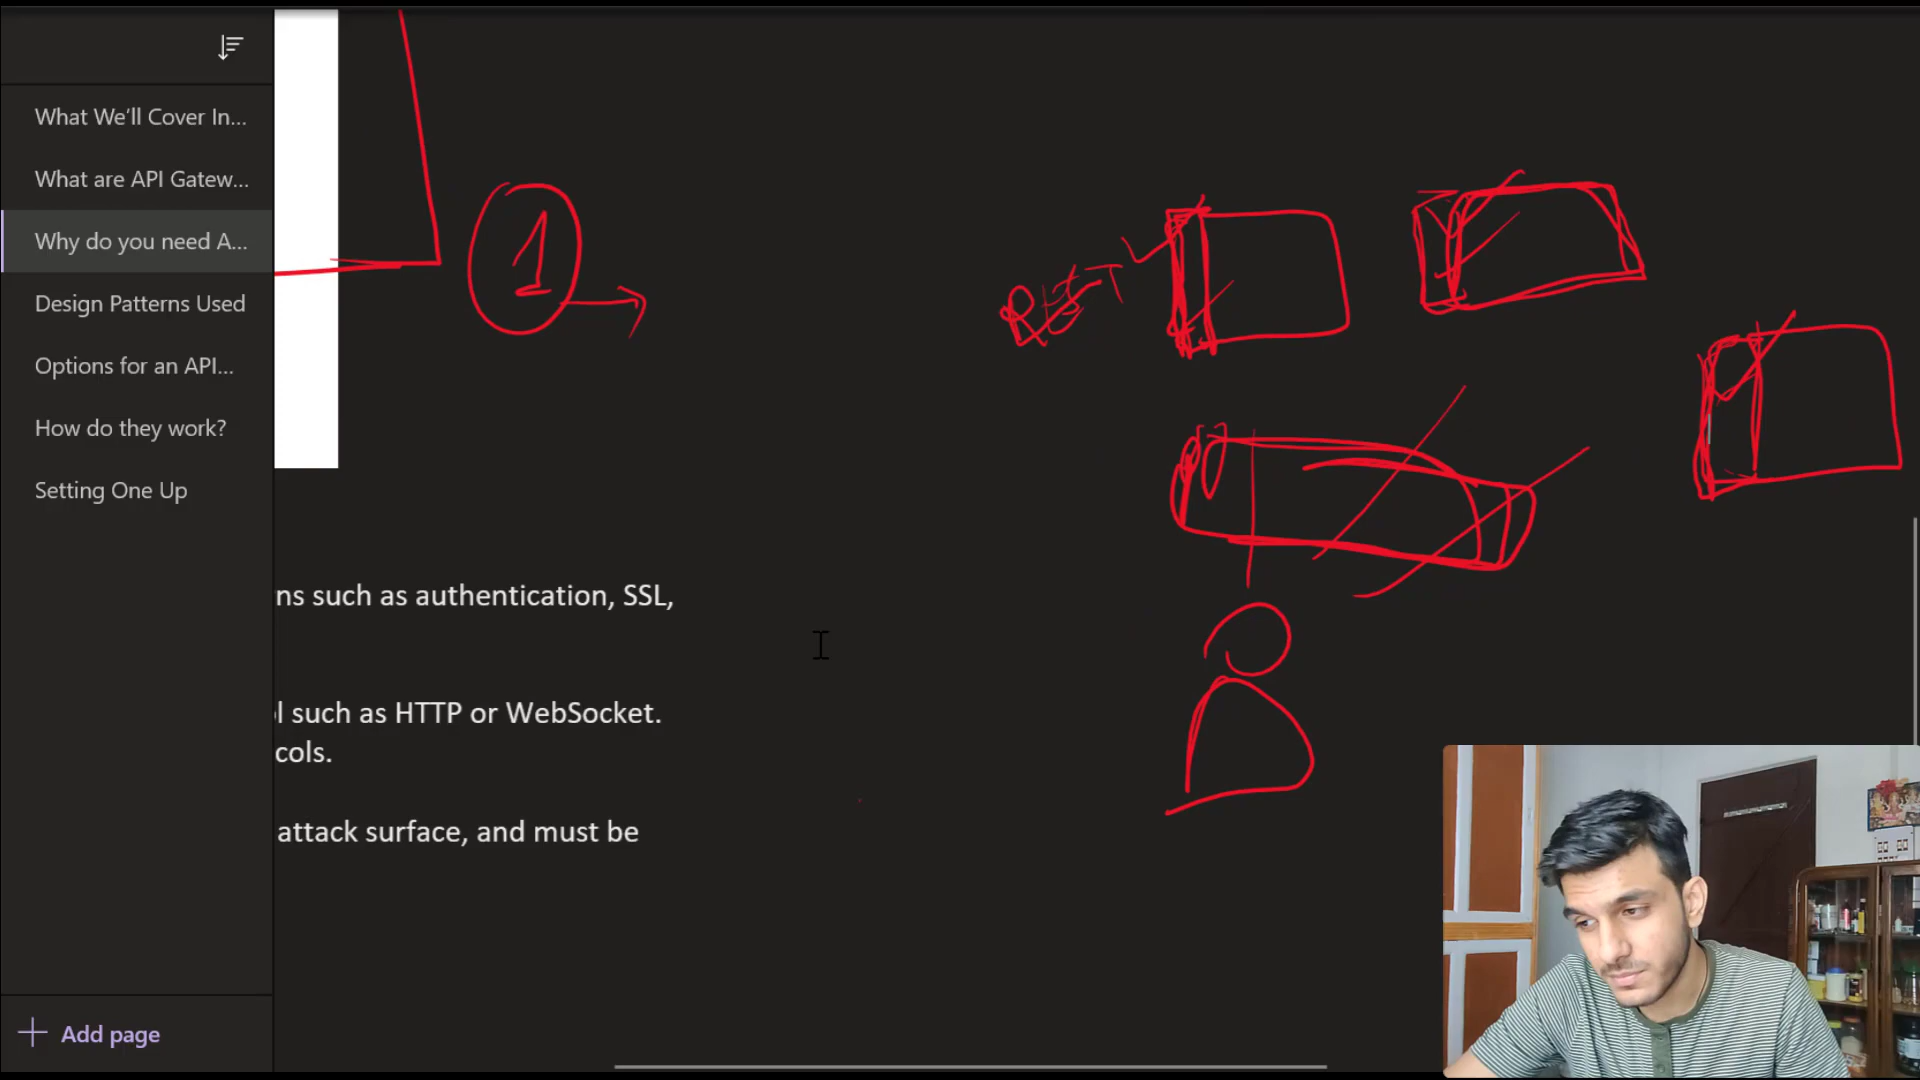 What We'll Cover In...
What are API Gatew...
Why do you need A...
Design Patterns Used
Options for an API...
How do they work?
Setting One Up
Add page
1
REST
ns such as authentication, SSL,
l such as HTTP or WebSocket.
cols.
attack surface, and must be